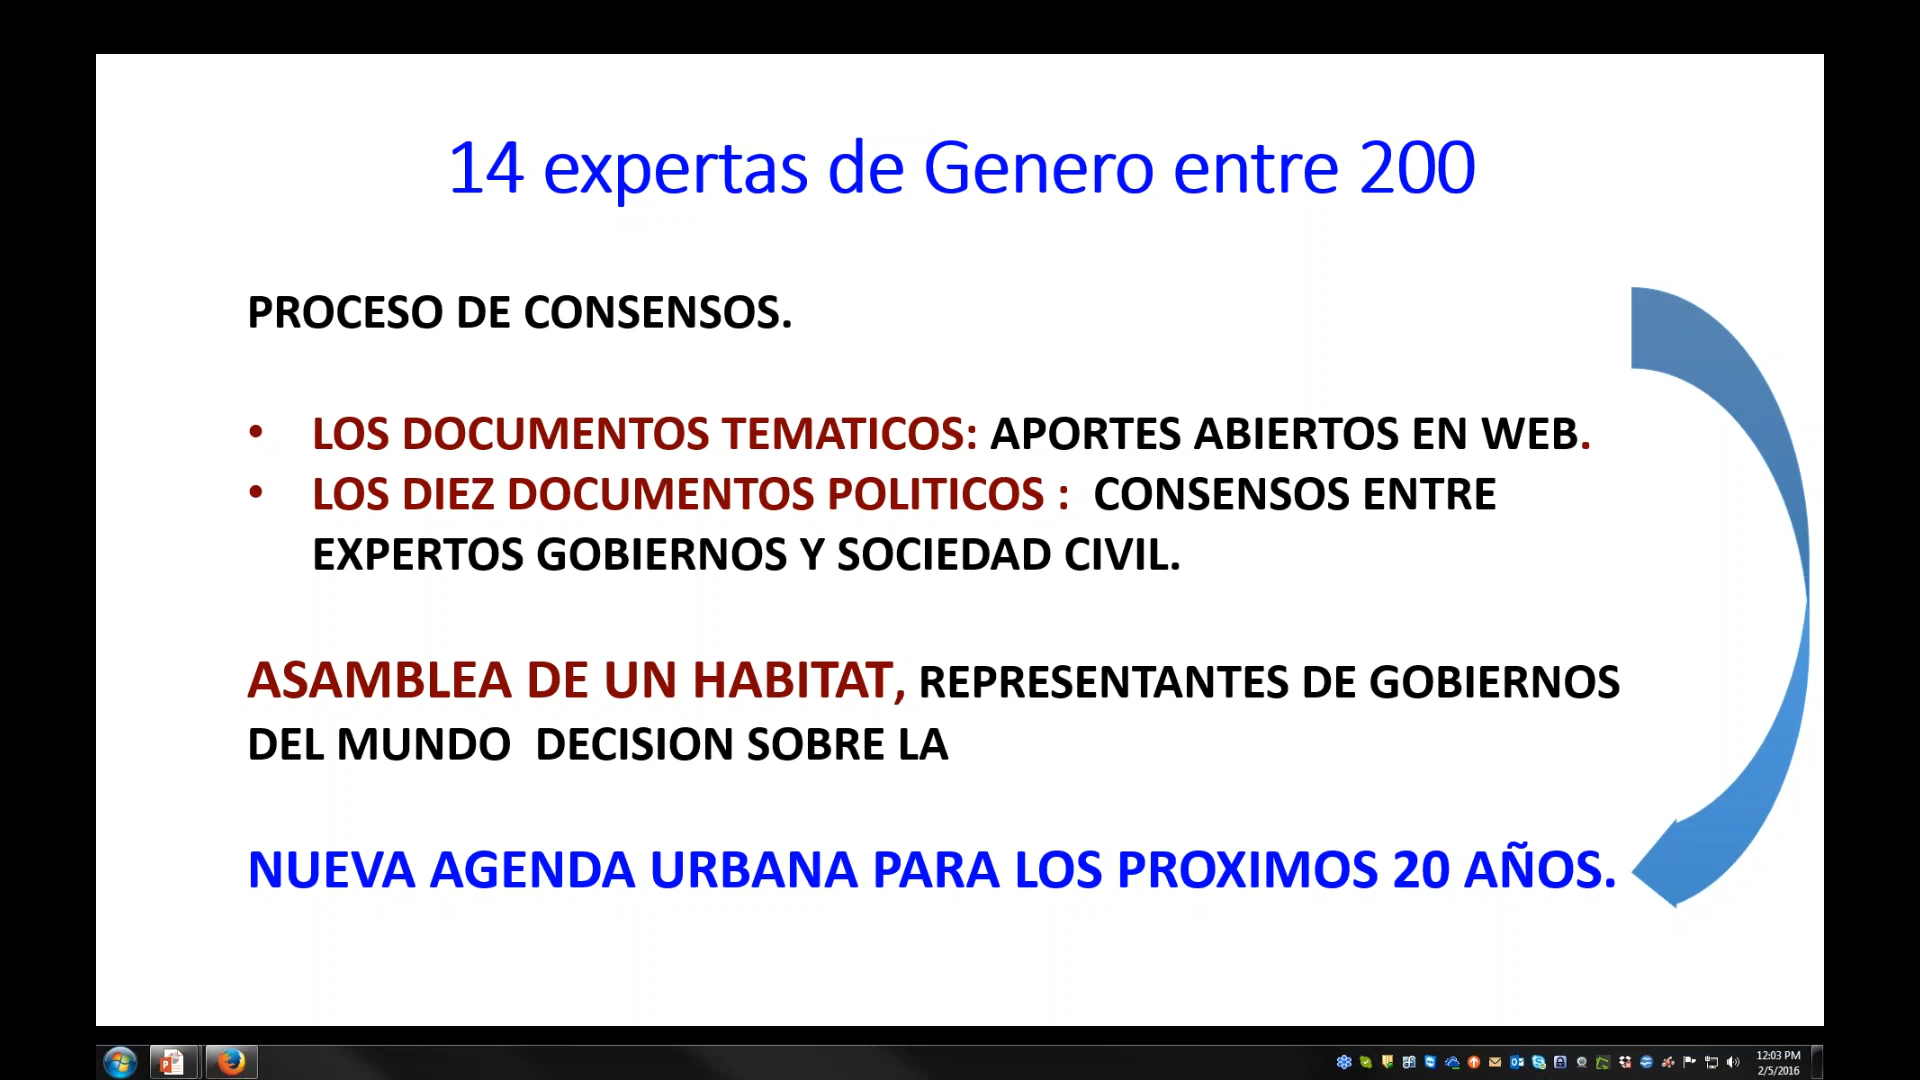 14 expertas de Genero entre 200
PROCESO DE CONSENSOS.
• LOS DOCUMENTOS TEMATICOS: APORTES ABIERTOS EN WEB.
• LOS DIEZ DOCUMENTOS POLITICOS :  CONSENSOS ENTRE
EXPERTOS GOBIERNOS Y SOCIEDAD CIVIL.
ASAMBLEA DE UN HABITAT, REPRESENTANTES DE GOBIERNOS
DEL MUNDO  DECISION SOBRE LA
NUEVA AGENDA URBANA PARA LOS PROXIMOS 20 AÑOS.
12:03 PM
2/5/2016